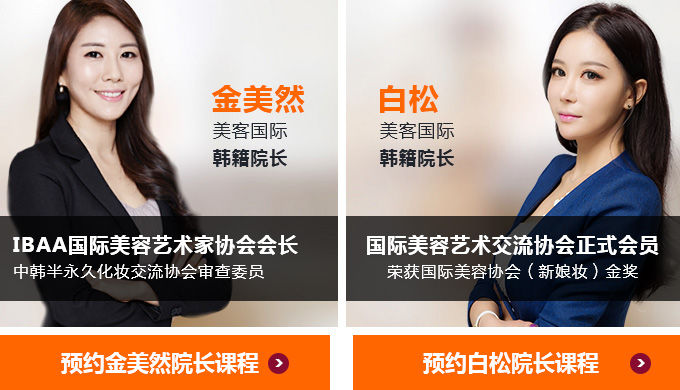 金美然
美客国际
韩籍院长
IBAA国际美容艺术家协会会长
中韩半永久化妆交流协会审查委员
预约金美然院长课程
白松
美客国际
韩籍院长
国际美容艺术交流协会正式会员
荣获国际美容协会（新娘妆）金奖
预约白松院长课程